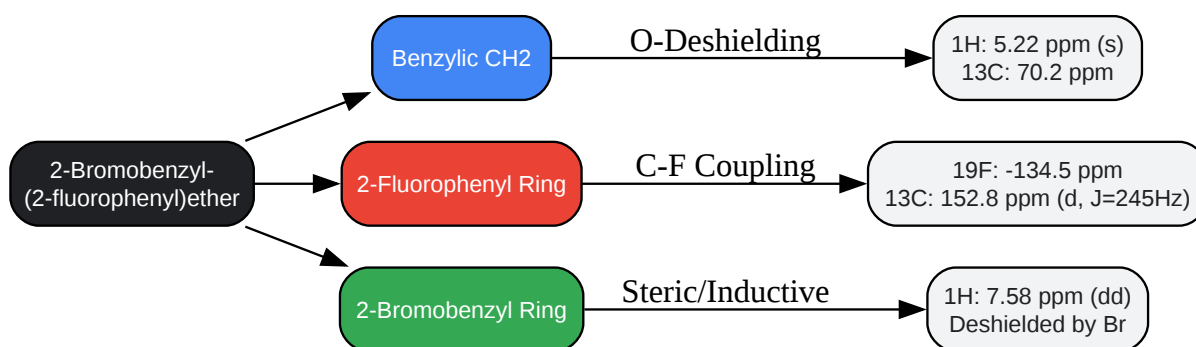 Benzylic CH2
O-Deshielding
1H: 5.22 ppm (s)
13C: 70.2 ppm
2-Bromobenzyl-
(2-fluorophenyl)ether
2-Fluorophenyl Ring
C-F Coupling
19F: -134.5 ppm
13C: 152.8 ppm (d, J=245Hz)
2-Bromobenzyl Ring
Steric/Inductive
1H: 7.58 ppm (dd)
Deshielded by Br